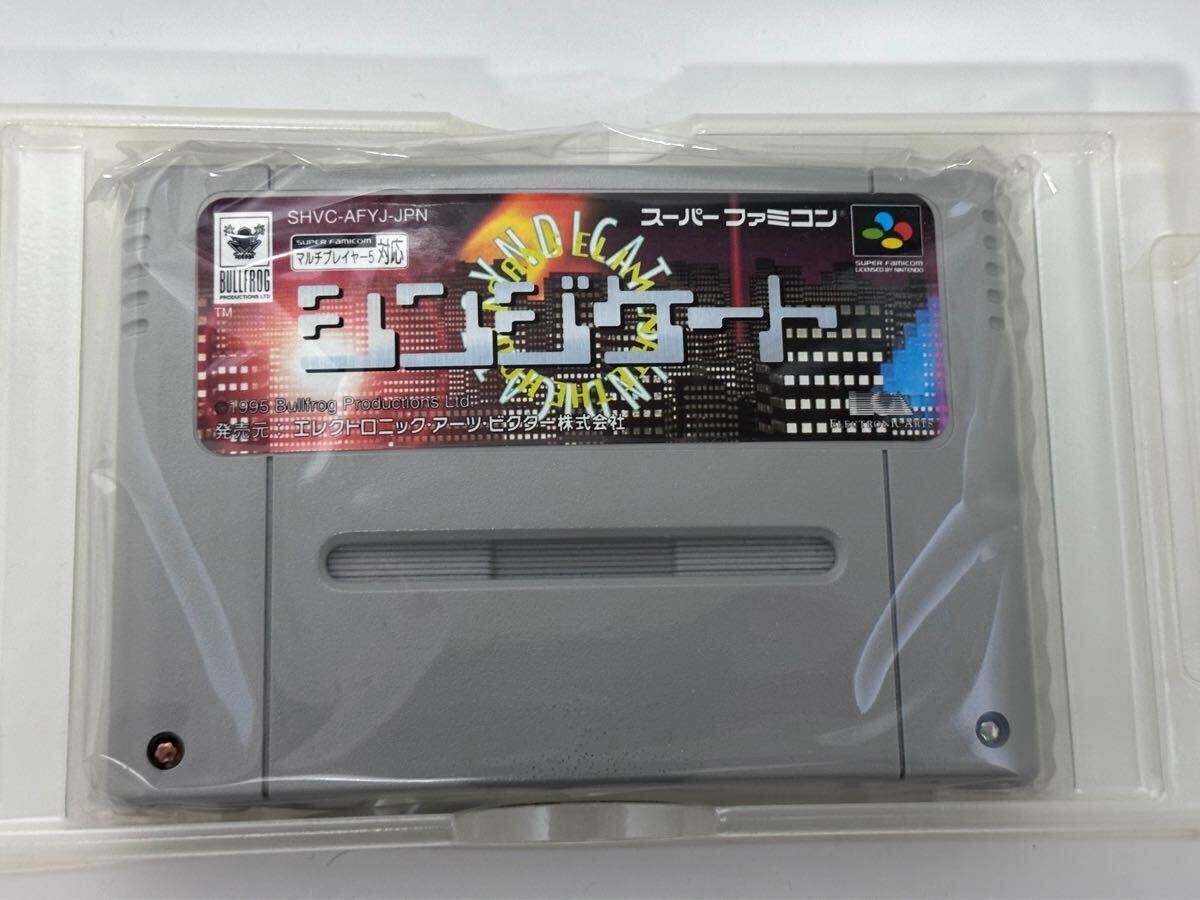 BULLFROG
PRODUCTIONS LTD
TM
SHVC-AFYJ-JPN
SUPER FAMICOM
マルチプレイヤー5 対応
スーパーファミコン
SUPER FAMICOM
LICENSED BY NINTENDO
シンジケート
©1995 Bullfrog Productions Ltd.
発売元：エレクトロニック・アーツ・ビクター株式会社
ELECTRONIC ARTS